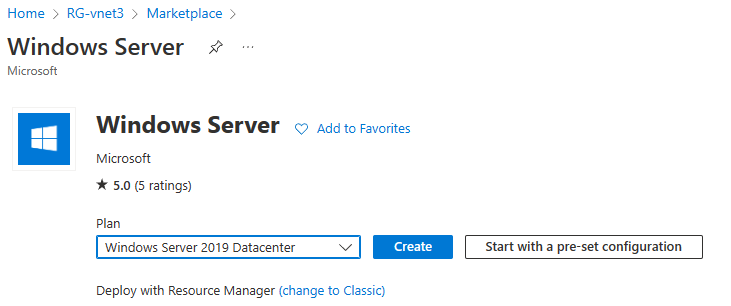 Home > RG-vnet3 > Marketplace >
Windows Server ...
Microsoft
Windows Server Add to Favorites
Microsoft
★ 5.0 (5 ratings)
Plan
Windows Server 2019 Datacenter Create Start with a pre-set configuration
Deploy with Resource Manager (change to Classic)